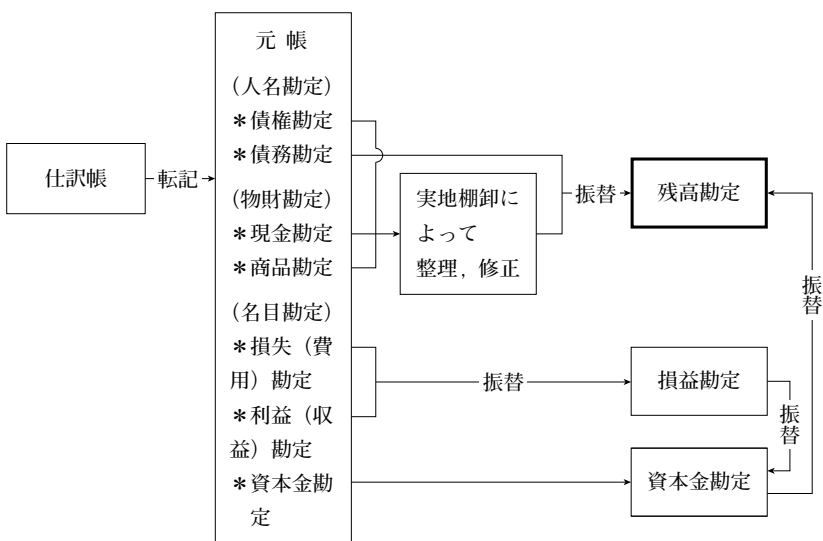 元 帳
(人名勘定)
＊債権勘定
＊債務勘定
仕訳帳
転記
(物財勘定)
＊現金勘定
＊商品勘定
実地棚卸に
よって
整理，修正
振替
残高勘定
振替
(名目勘定)
＊損失（費
用）勘定
＊利益（収
益）勘定
＊資本金勘
定
振替
損益勘定
振替
資本金勘定